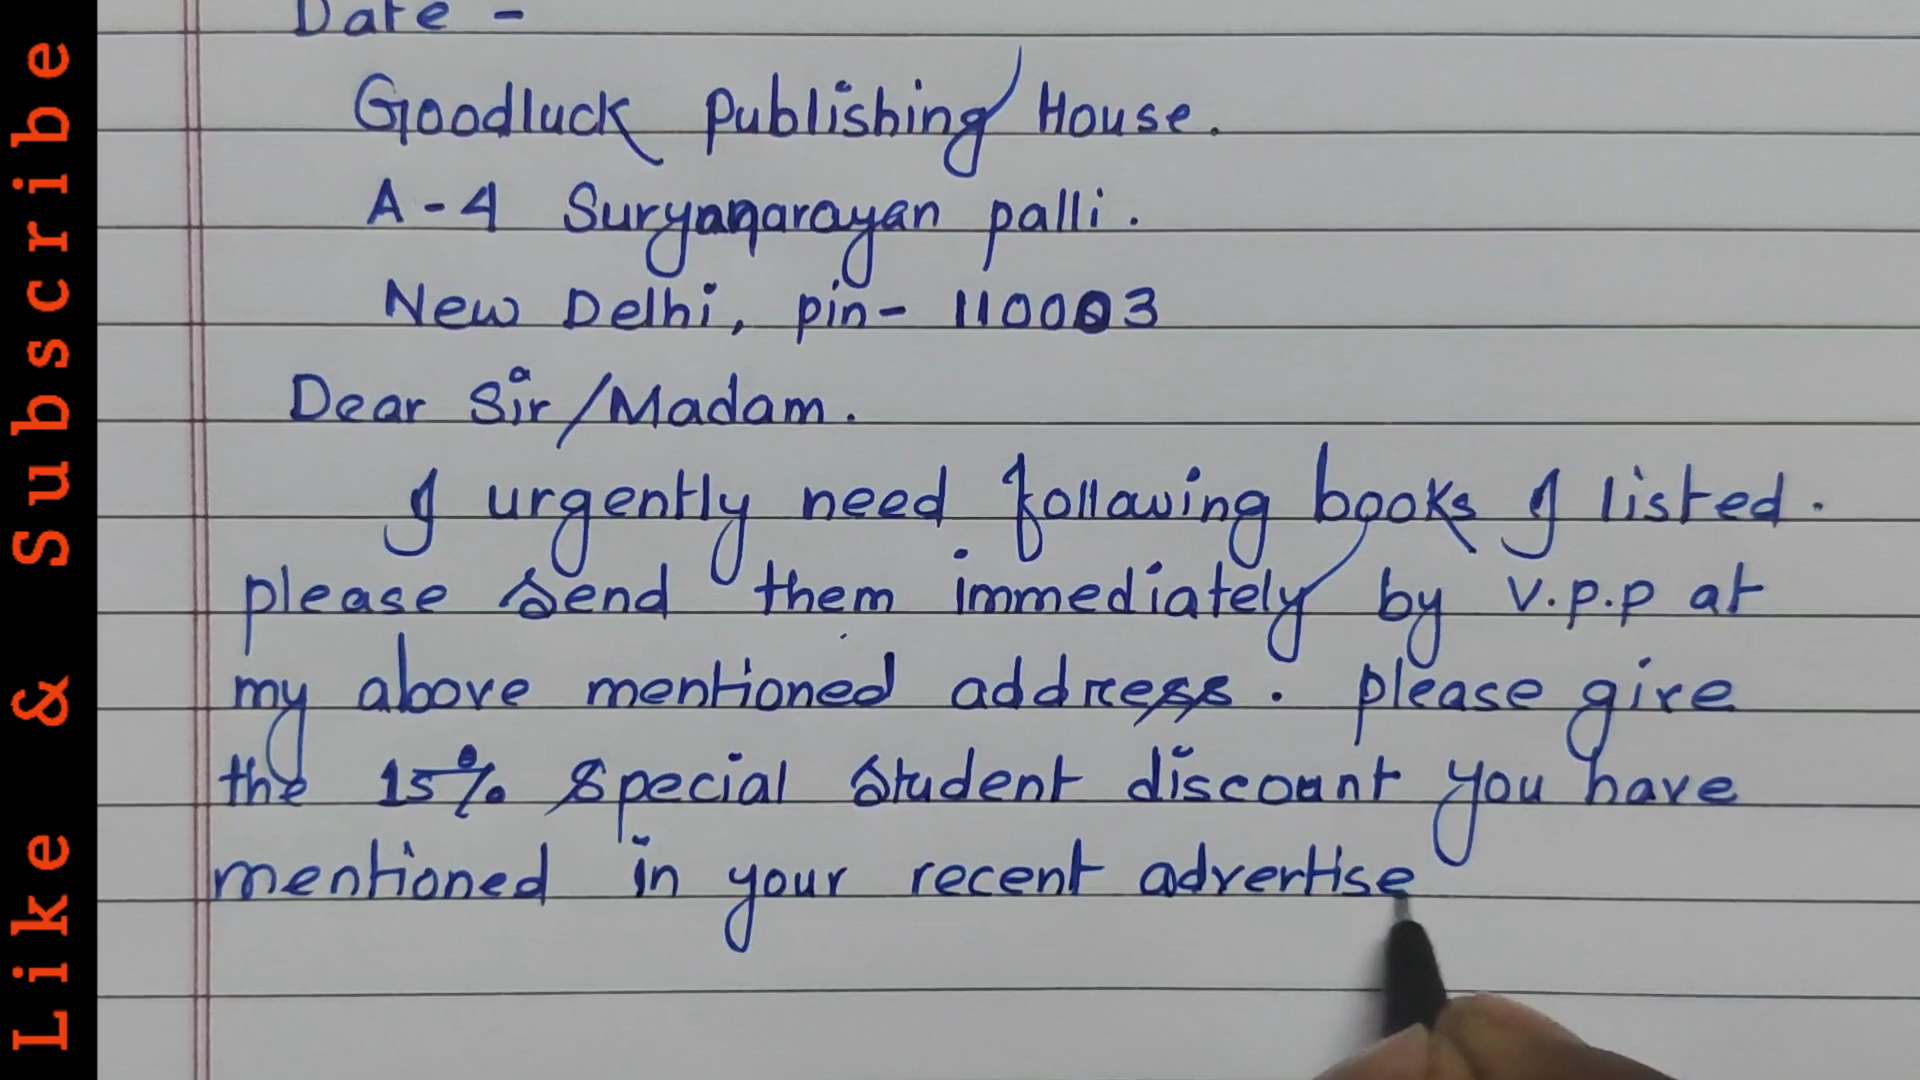 Like & Subscribe
Date -
Goodluck Publishing House.
A-4 Suryanarayan palli.
New Delhi, pin- 110003
Dear Sir/Madam.
I urgently need following books I listed.
please send them immediately by v.p.p at
my above mentioned address. please give
the 15% special student discount you have
mentioned in your recent advertise